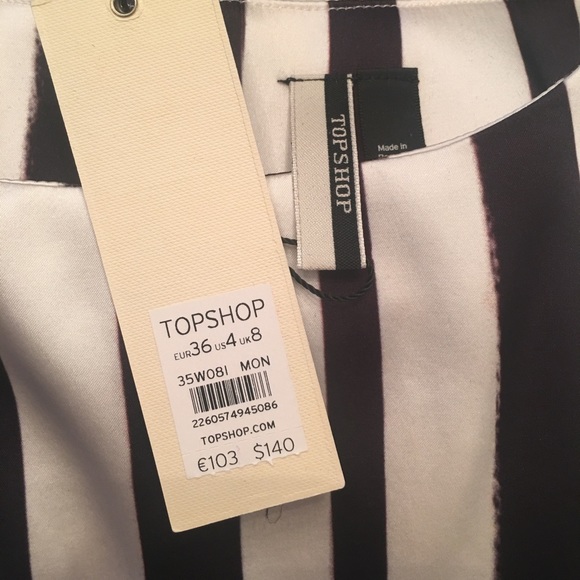 TOPSHOP
Made in
TOPSHOP
EUR36 US4 UK8
35W08I MON
2260574945086
TOPSHOP.COM
€103 $140